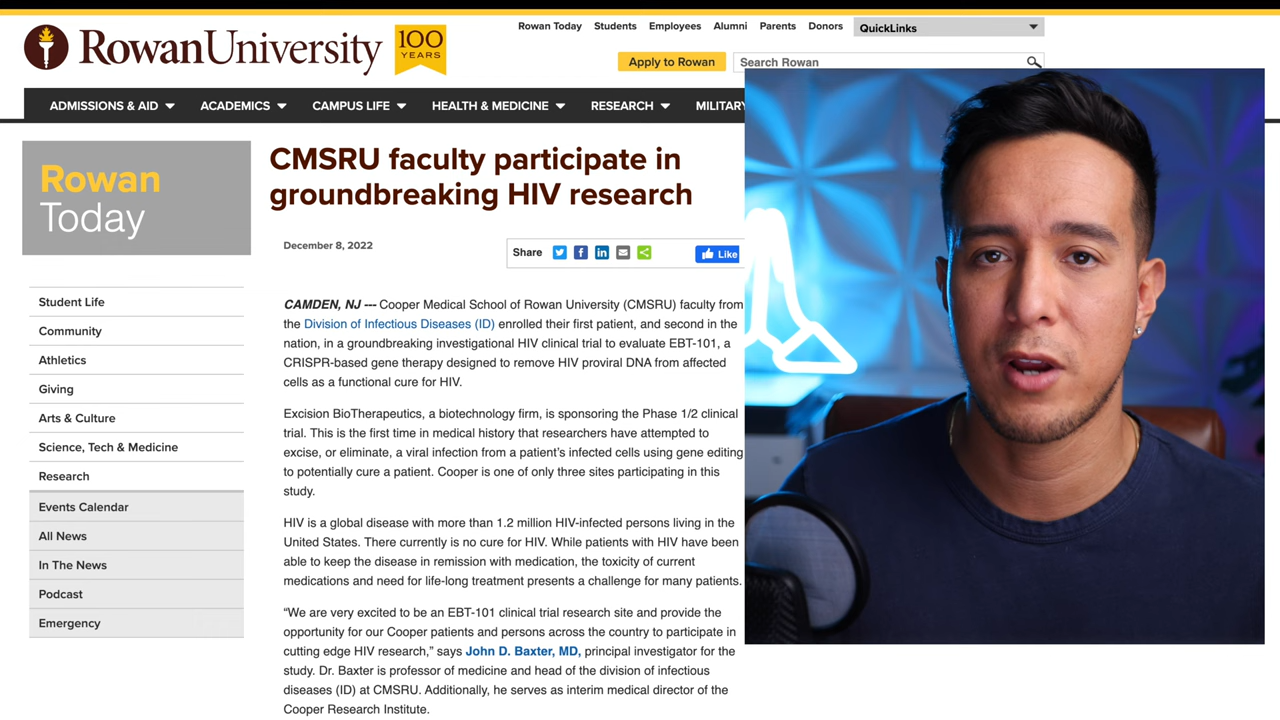 Rowan Today Students Employees Alumni Parents Donors QuickLinks
RowanUniversity
100
YEARS
Apply to Rowan Search Rowan
ADMISSIONS & AID ACADEMICS CAMPUS LIFE HEALTH & MEDICINE RESEARCH MILITARY
Rowan
Today
Student Life
Community
Athletics
Giving
Arts & Culture
Science, Tech & Medicine
Research
Events Calendar
All News
In The News
Podcast
Emergency
CMSRU faculty participate in
groundbreaking HIV research
December 8, 2022
Share
Like
CAMDEN, NJ --- Cooper Medical School of Rowan University (CMSRU) faculty from
the Division of Infectious Diseases (ID) enrolled their first patient, and second in the
nation, in a groundbreaking investigational HIV clinical trial to evaluate EBT-101, a
CRISPR-based gene therapy designed to remove HIV proviral DNA from affected
cells as a functional cure for HIV.
Excision BioTherapeutics, a biotechnology firm, is sponsoring the Phase 1/2 clinical
trial. This is the first time in medical history that researchers have attempted to
excise, or eliminate, a viral infection from a patient's infected cells using gene editing
to potentially cure a patient. Cooper is one of only three sites participating in this
study.
HIV is a global disease with more than 1.2 million HIV-infected persons living in the
United States. There currently is no cure for HIV. While patients with HIV have been
able to keep the disease in remission with medication, the toxicity of current
medications and need for life-long treatment presents a challenge for many patients.
“We are very excited to be an EBT-101 clinical trial research site and provide the
opportunity for our Cooper patients and persons across the country to participate in
cutting edge HIV research,” says John D. Baxter, MD, principal investigator for the
study. Dr. Baxter is professor of medicine and head of the division of infectious
diseases (ID) at CMSRU. Additionally, he serves as interim medical director of the
Cooper Research Institute.